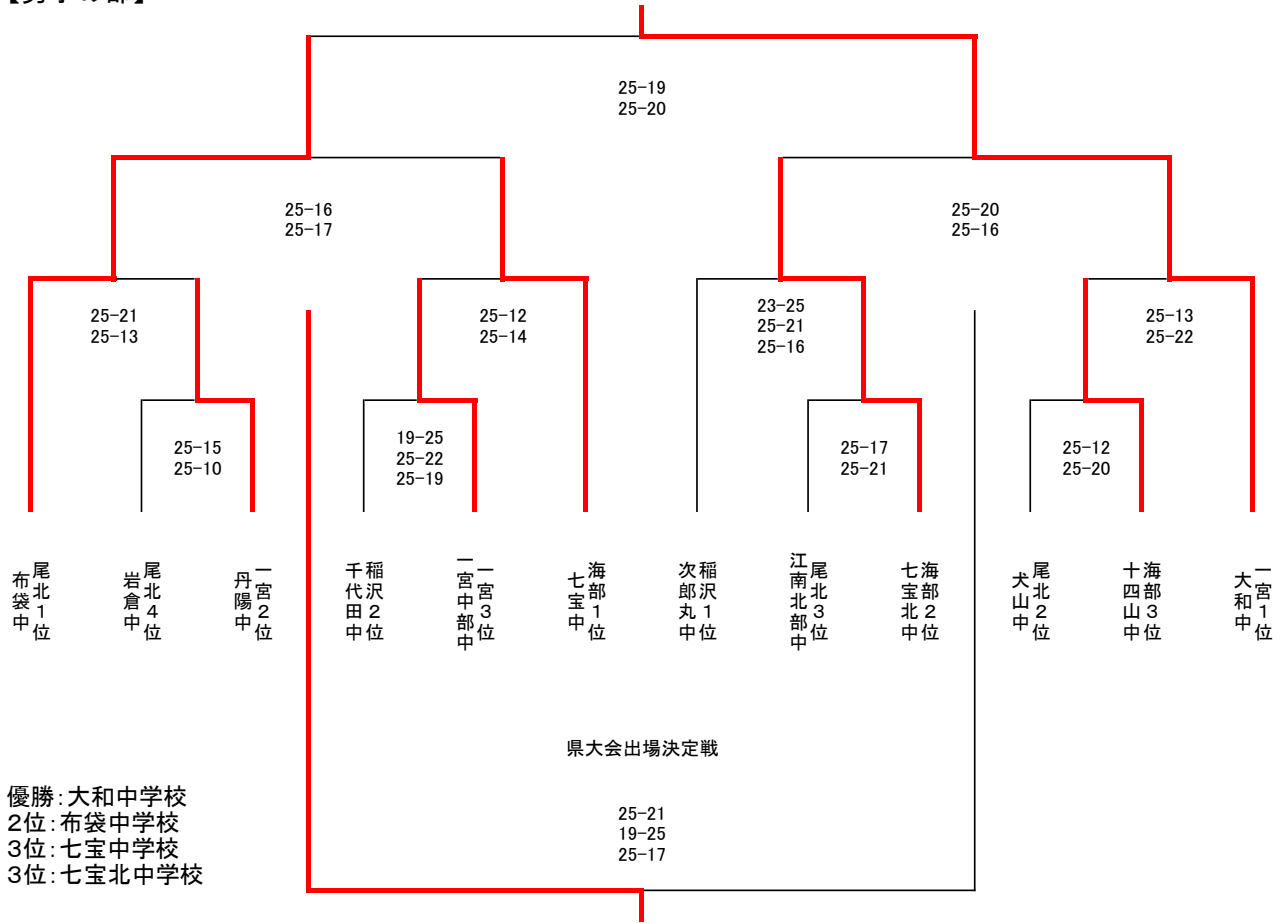 【男子の部】
25-19
25-20
25-16
25-17
25-20
25-16
25-21
25-13
25-12
25-14
23-25
25-21
25-16
25-13
25-22
25-15
25-10
19-25
25-22
25-19
25-17
25-21
25-12
25-20
尾北1位
布袋中
尾北4位
岩倉中
一宮2位
丹陽中
稲沢2位
千代田中
一宮3位
一宮中部中
海部1位
七宝中
稲沢1位
次郎丸中
尾北3位
江南北部中
海部2位
七宝北中
尾北2位
犬山中
海部3位
十四山中
一宮1位
大和中
県大会出場決定戦
25-21
19-25
25-17
優勝:大和中学校
2位:布袋中学校
3位:七宝中学校
3位:七宝北中学校